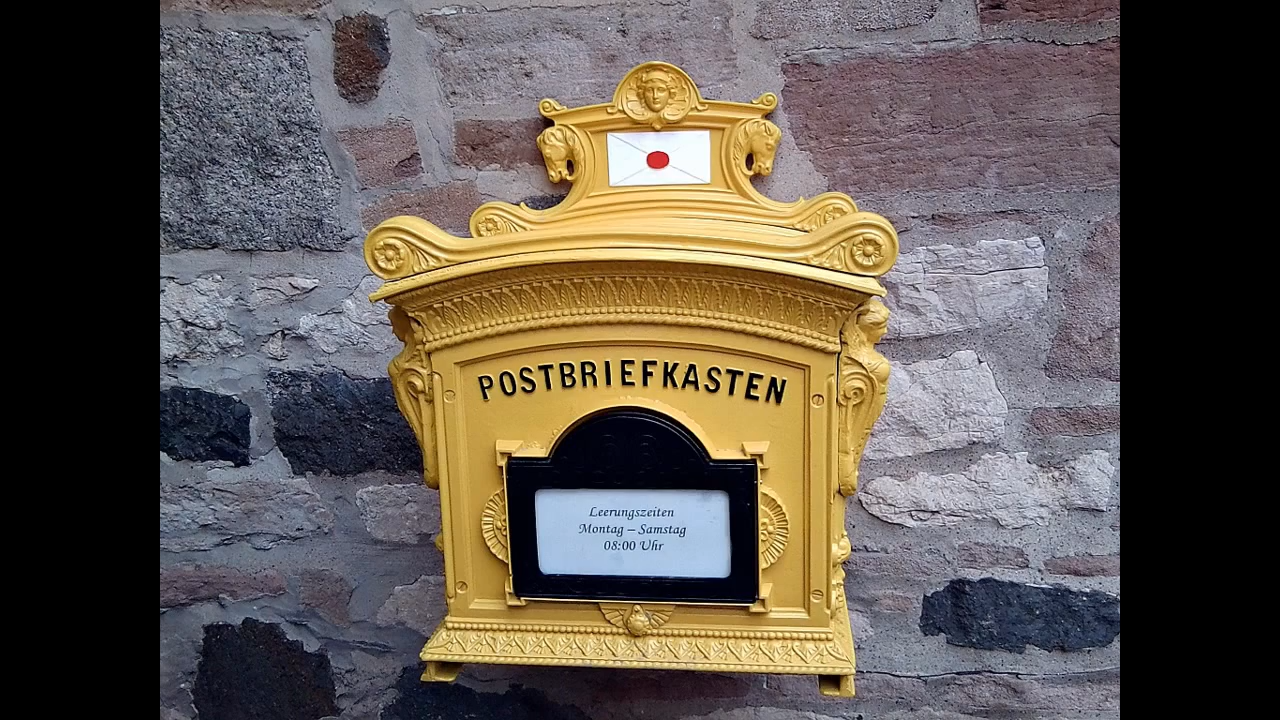 POSTBRIEFKASTEN
Leerungszeiten
Montag – Samstag
08:00 Uhr